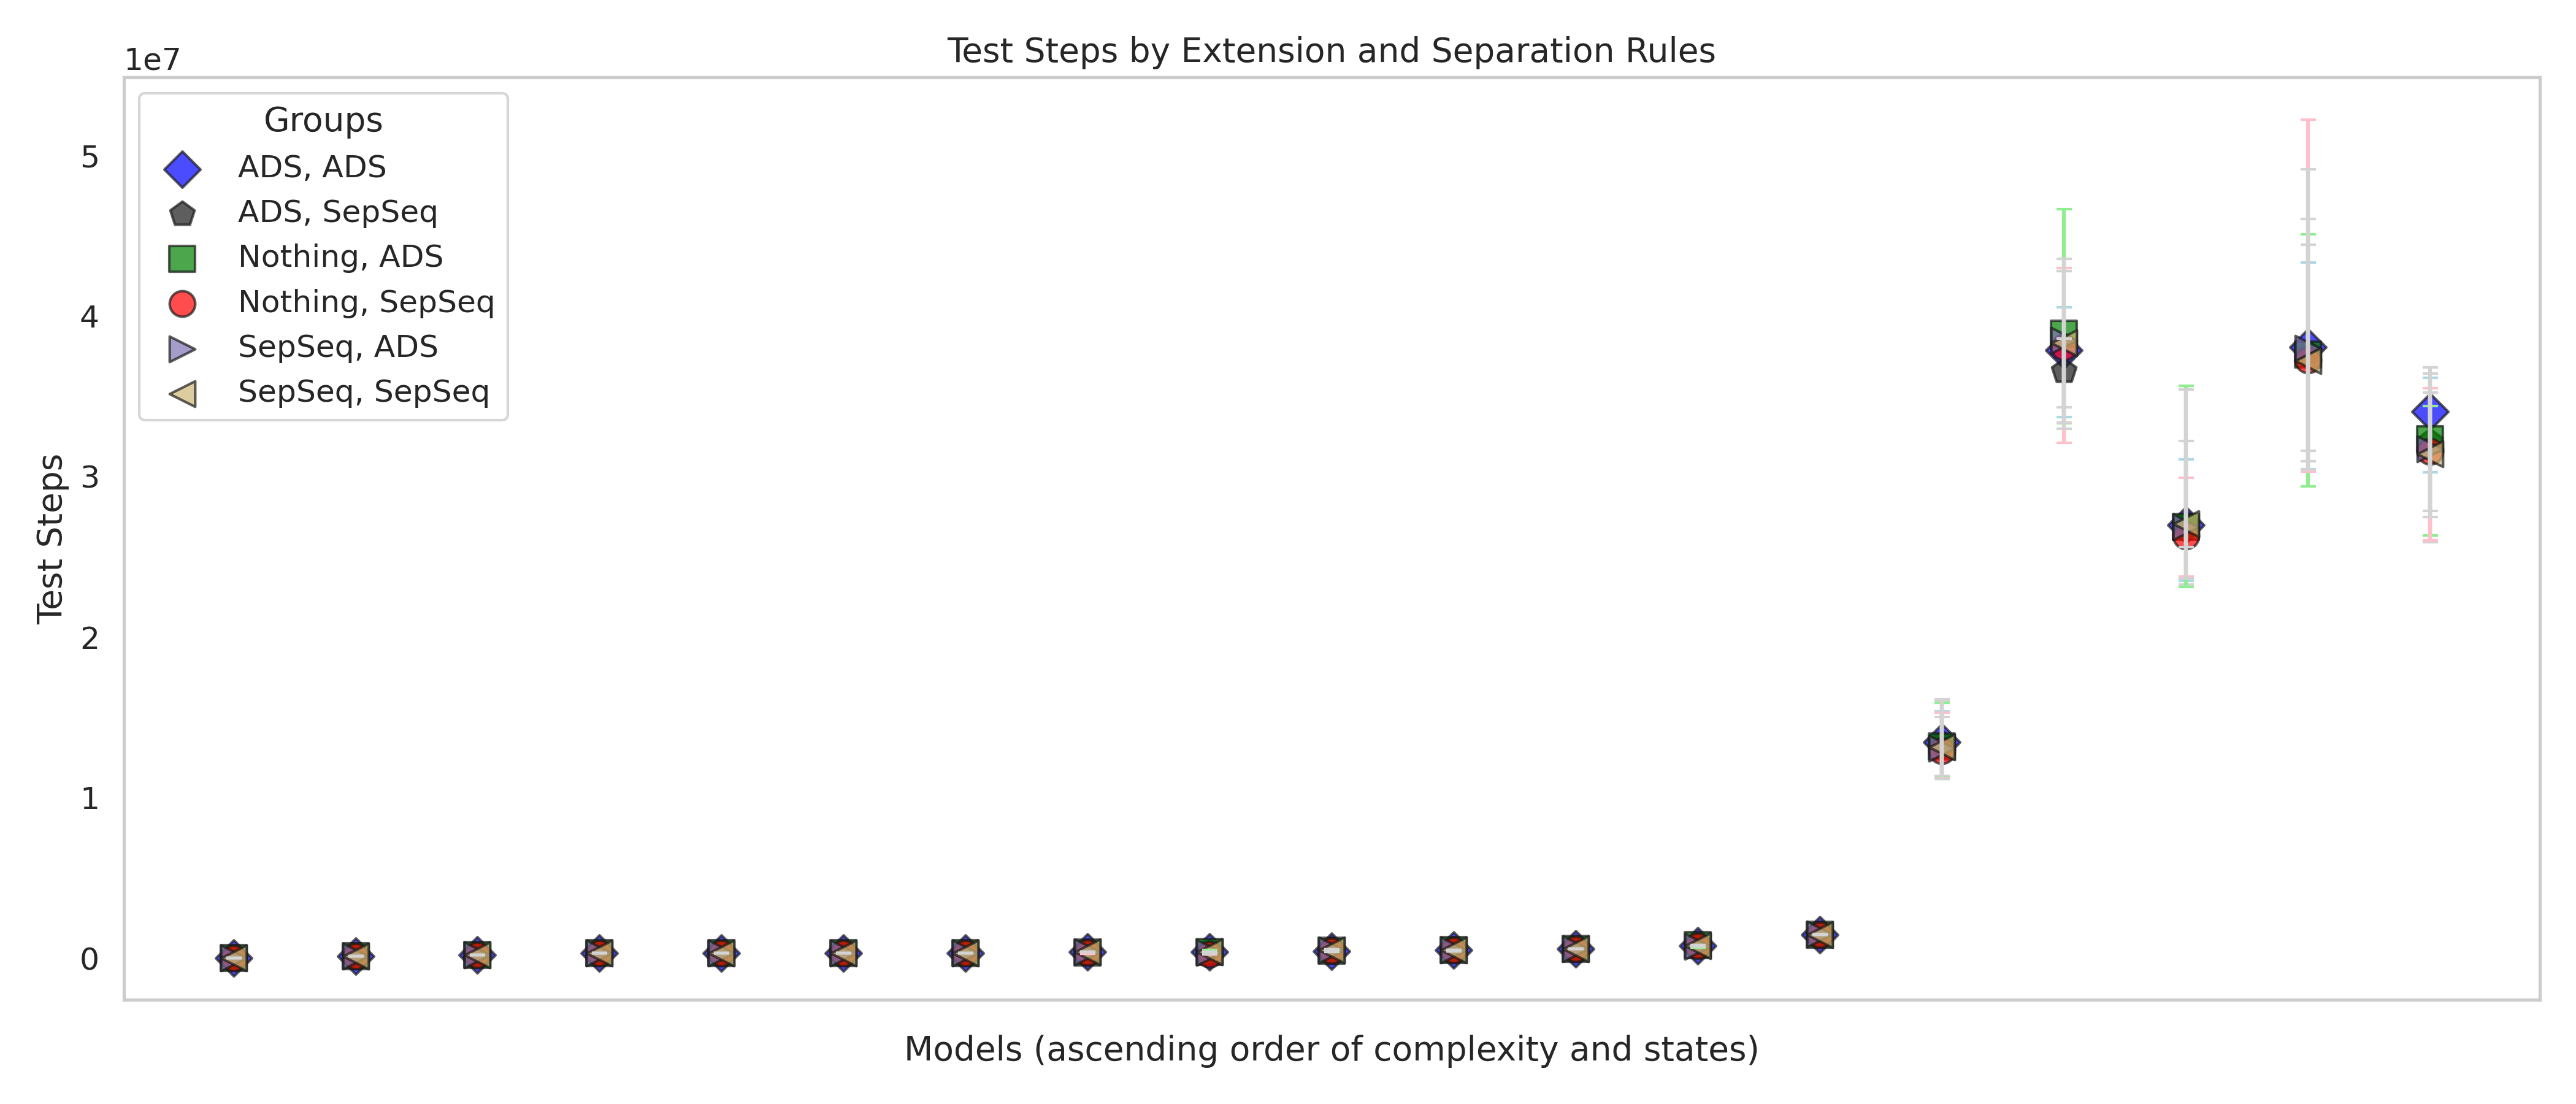 Test Steps by Extension and Separation Rules
1e7
Groups
ADS, ADS
ADS, SepSeq
Nothing, ADS
Nothing, SepSeq
SepSeq, ADS
SepSeq, SepSeq
5
4
3
2
1
0
Test Steps
Models (ascending order of complexity and states)